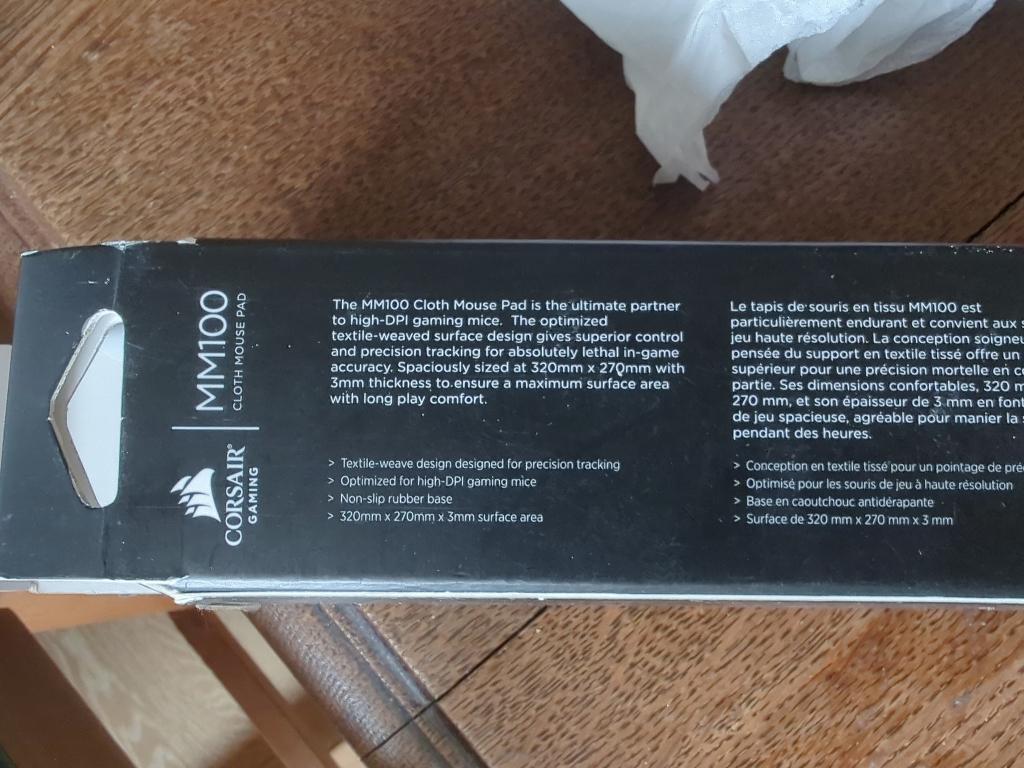 MM100
CLOTH MOUSE PAD
CORSAIR
GAMING
The MM100 Cloth Mouse Pad is the ultimate partner
to high-DPI gaming mice. The optimized
textile-weaved surface design gives superior control
and precision tracking for absolutely lethal in-game
accuracy. Spaciously sized at 320mm x 270mm with
3mm thickness to ensure a maximum surface area
with long play comfort.
> Textile-weave design designed for precision tracking
> Optimized for high-DPI gaming mice
> Non-slip rubber base
> 320mm x 270mm x 3mm surface area
Le tapis de souris en tissu MM100 est
particulièrement endurant et convient aux
jeu haute résolution. La conception
pensée du support en textile tissé offre un
supérieur pour une précision mortelle en
partie. Ses dimensions confortables, 320
270 mm, et son épaisseur de 3 mm en font
de jeu spacieuse, agréable pour manier la
pendant des heures.
> Conception en textile tissé pour un pointage de
> Optimisé pour les souris de jeu à haute résolution
> Base en caoutchouc antidérapante
> Surface de 320 mm x 270 mm x 3 mm